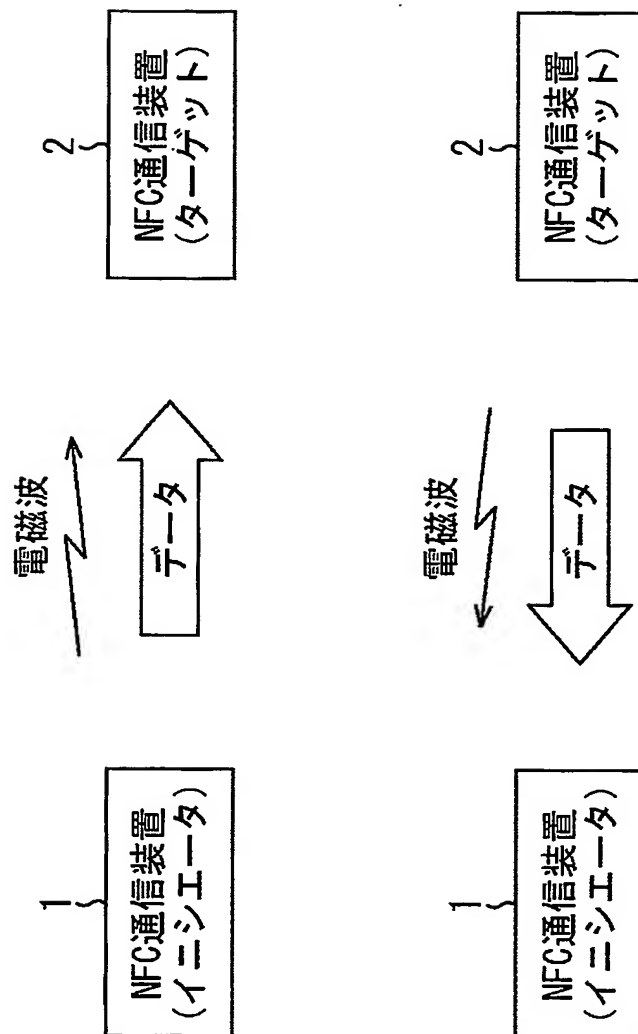 1
NFC通信装置
(イニシエータ)
電磁波
データ
2
NFC通信装置
(ターゲット)
1
NFC通信装置
(イニシエータ)
電磁波
データ
2
NFC通信装置
(ターゲット)